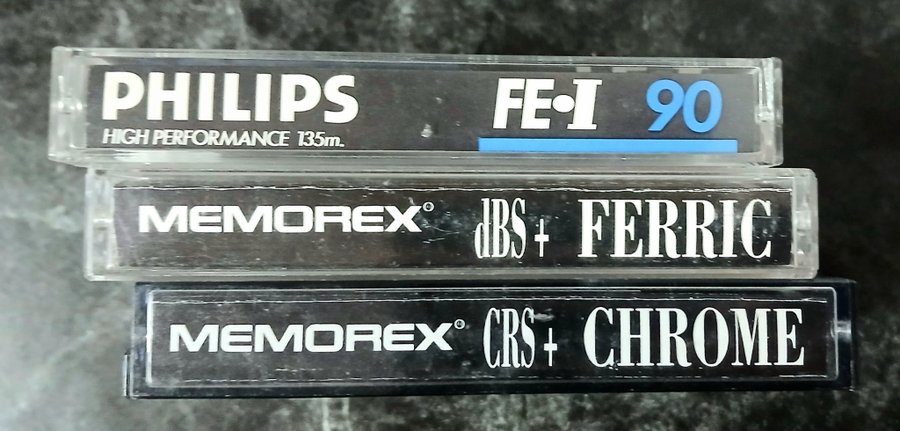 PHILIPS FE•I 90
HIGH PERFORMANCE 135m.
MEMOREX® dBS + FERRIC
MEMOREX® CRS + CHROME